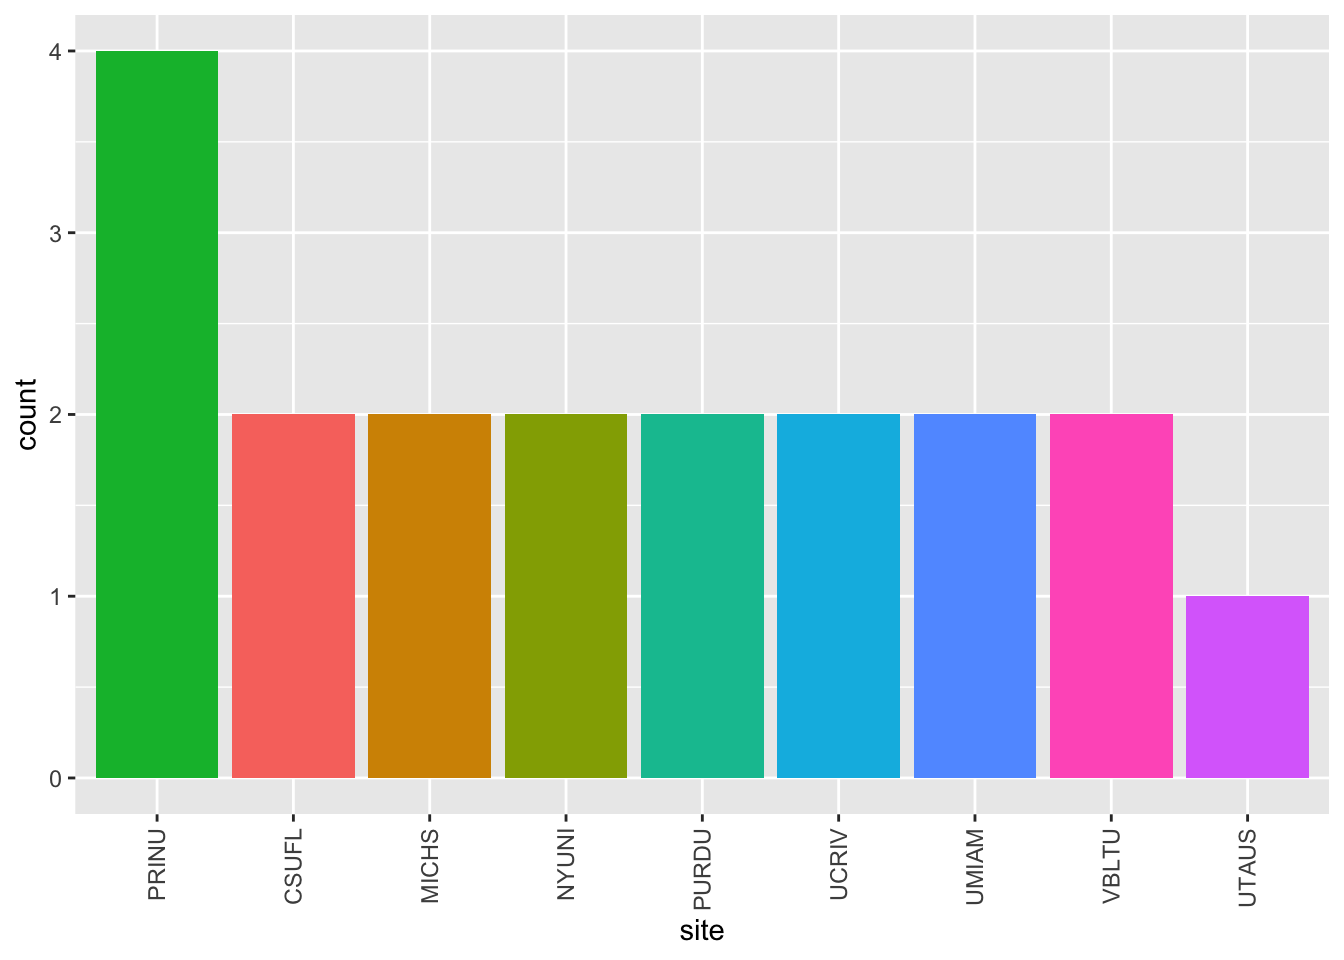 4
3
2
1
0
count
PRINU
CSUFL
MICHS
NYUNI
PURDU
UCRIV
UMIAM
VBLTU
UTAUS
site